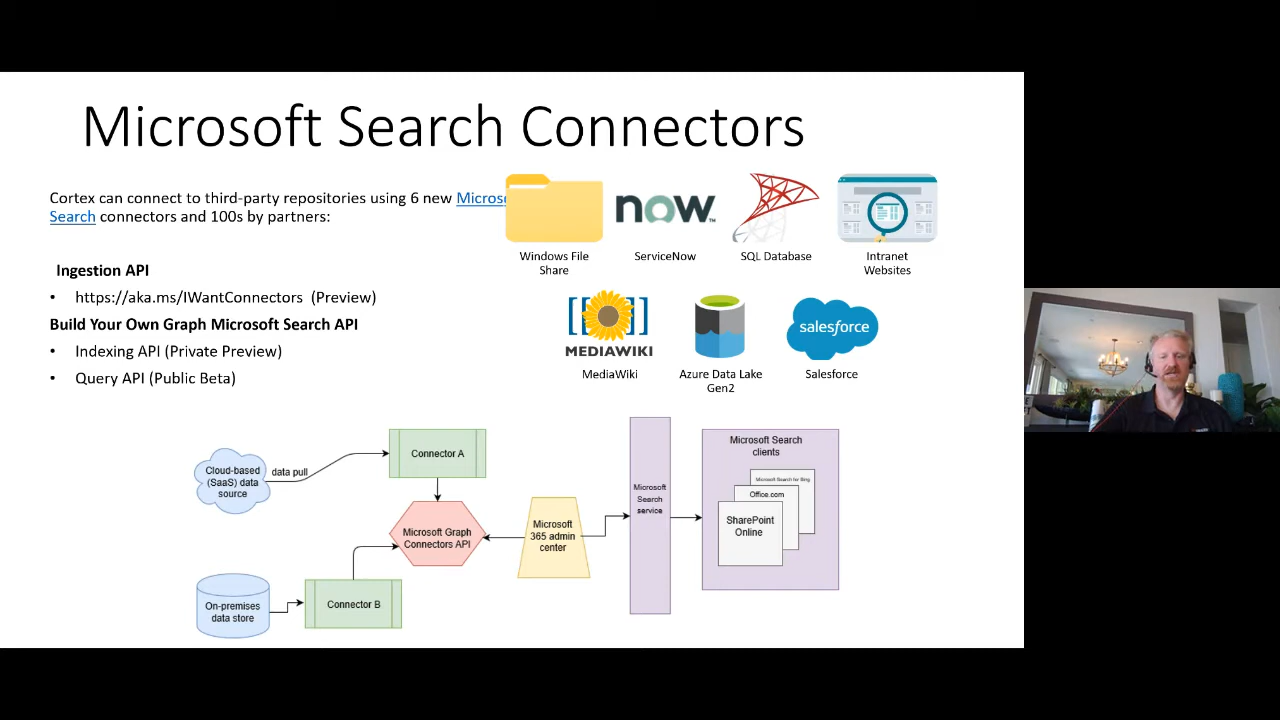 Microsoft Search Connectors
Cortex can connect to third-party repositories using 6 new
Search connectors and 100s by partners:
Ingestion API
• https://aka.ms/IWantConnectors (Preview)
Build Your Own Graph Microsoft Search API
• Indexing API (Private Preview)
• Query API (Public Beta)
now
Windows File
Share
ServiceNow
SQL Database
Intranet
Websites
[[ ]]
MEDIAWIKI
salesforce
MediaWiki
Azure Data Lake
Gen2
Salesforce
Cloud-based
(SaaS) data
source
data pull
Connector A
Microsoft Graph
Connectors API
On-premises
data store
Connector B
Microsoft
365 admin
center
Microsoft
Search
service
Microsoft Search
clients
Microsoft Search for Bing
Office.com
SharePoint
Online